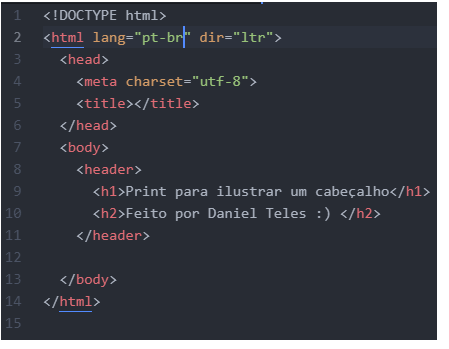 1 <!DOCTYPE html>
2 <html lang="pt-br" dir="ltr">
3 <head>
4 <meta charset="utf-8">
5 <title></title>
6 </head>
7 <body>
8 <header>
9 <h1>Print para ilustrar um cabeçalho</h1>
10 <h2>Feito por Daniel Teles :) </h2>
11 </header>
12
13 </body>
14 </html>
15